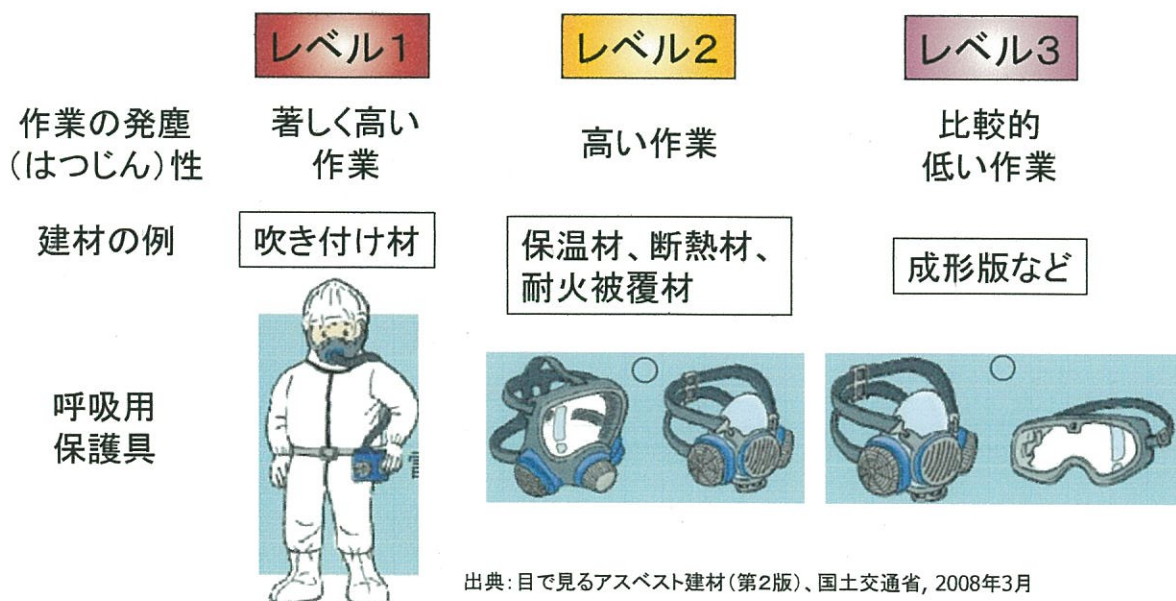 レベル1
レベル2
レベル3
作業の発塵
(はつじん)性
著しく高い
作業
高い作業
比較的
低い作業
建材の例
吹き付け材
保温材、断熱材、
耐火被覆材
成形版など
呼吸用
保護具
出典:目で見るアスベスト建材(第2版)、国土交通省, 2008年3月